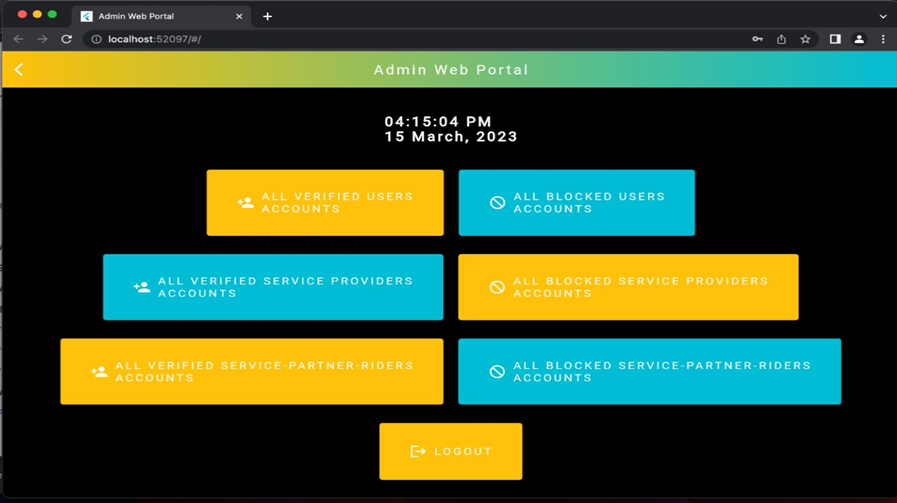 Admin Web Portal
localhost:52097/#/
Admin Web Portal
04:15:04 PM
15 March, 2023
ALL VERIFIED USERS
ACCOUNTS
ALL BLOCKED USERS
ACCOUNTS
ALL VERIFIED SERVICE PROVIDERS
ACCOUNTS
ALL BLOCKED SERVICE PROVIDERS
ACCOUNTS
ALL VERIFIED SERVICE-PARTNER-RIDERS
ACCOUNTS
ALL BLOCKED SERVICE-PARTNER-RIDERS
ACCOUNTS
LOGOUT